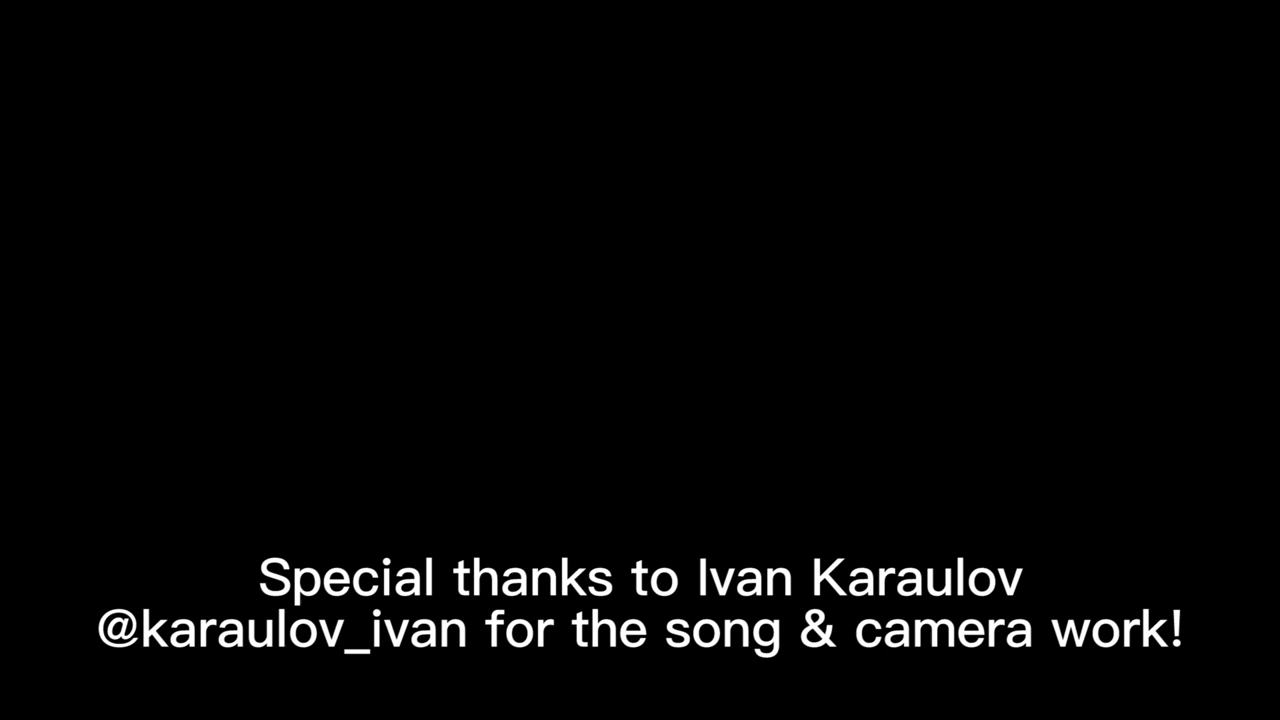 Special thanks to Ivan Karaulov
@karaulov_ivan for the song & camera work!